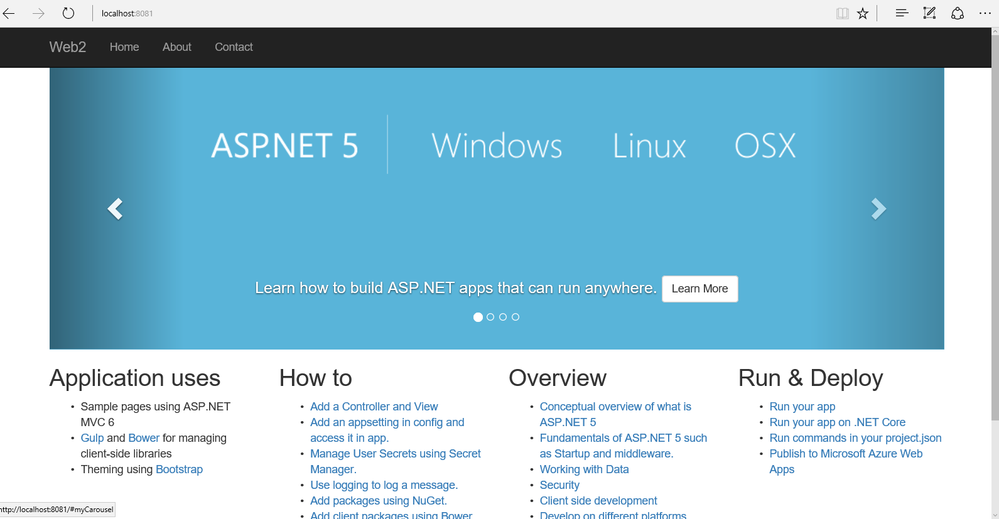 localhost:8081
Web2 Home About Contact
ASP.NET 5 Windows Linux OSX
Learn how to build ASP.NET apps that can run anywhere. Learn More
Application uses
• Sample pages using ASP.NET
MVC 6
• Gulp and Bower for managing
client-side libraries
• Theming using Bootstrap
How to
• Add a Controller and View
• Add an appsetting in config and
access it in app.
• Manage User Secrets using Secret
Manager.
• Use logging to log a message.
• Add packages using NuGet.
• Add client packages using Bower.
Overview
• Conceptual overview of what is
ASP.NET 5
• Fundamentals of ASP.NET 5 such
as Startup and middleware.
• Working with Data
• Security
• Client side development
• Develop on different platforms
Run & Deploy
• Run your app
• Run your app on .NET Core
• Run commands in your project.json
• Publish to Microsoft Azure Web
Apps
http://localhost:8081/#myCarousel